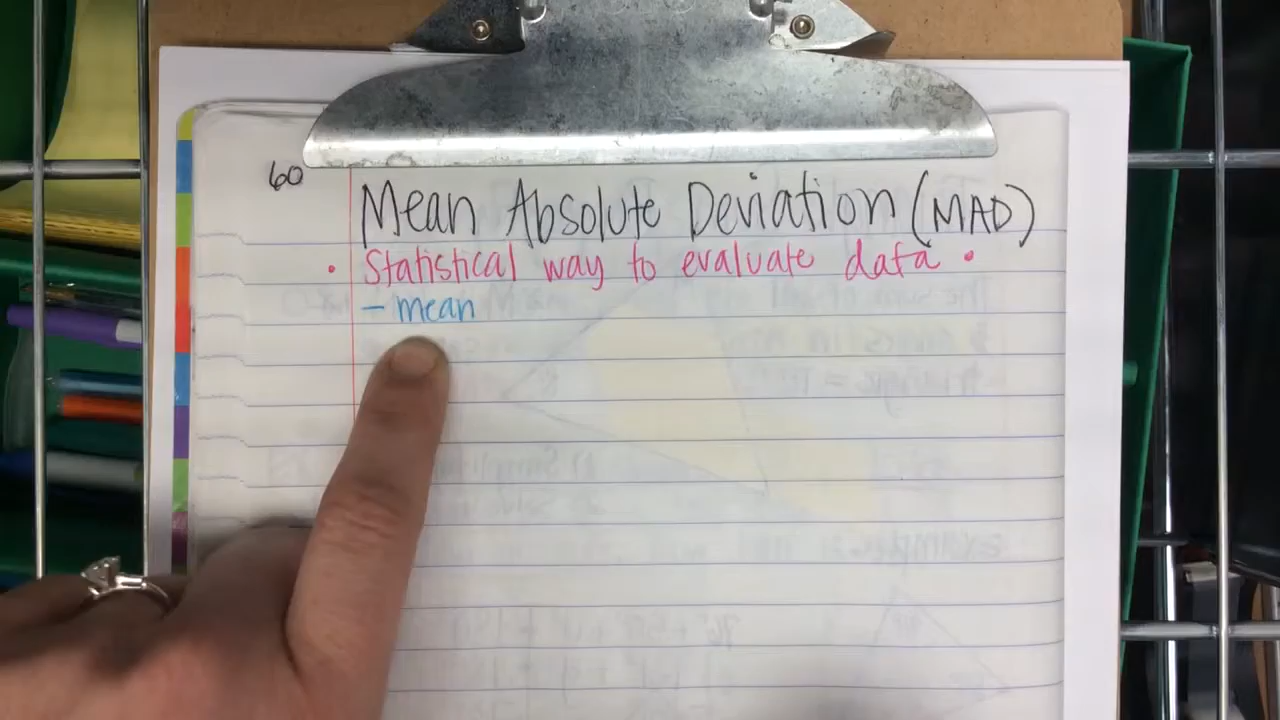 60
Mean Absolute Deviation (MAD)
• Statistical way to evaluate data •
- mean